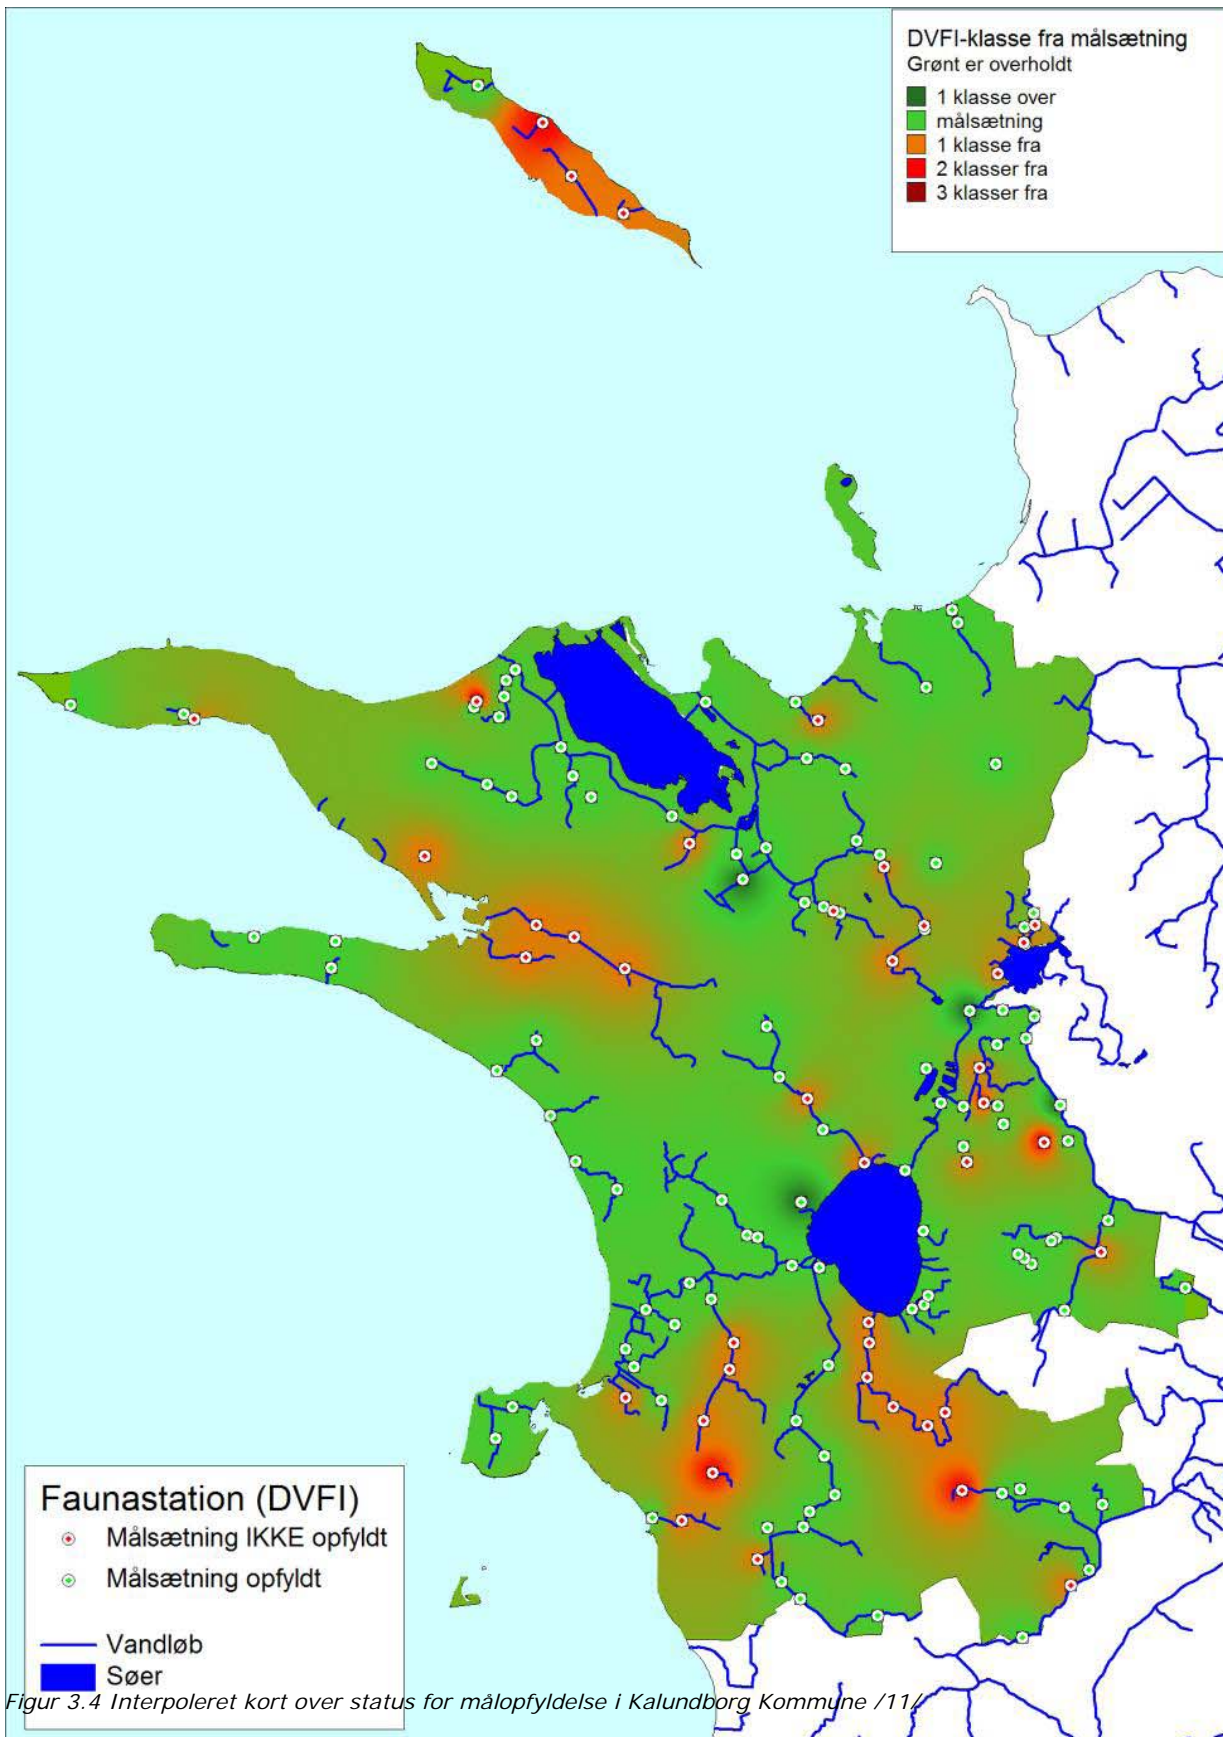 DVFI-klasse fra målsætning
Grønt er overholdt
1 klasse over
målsætning
1 klasse fra
2 klasser fra
3 klasser fra
Faunastation (DVFI)
Målsætning IKKE opfyldt
Målsætning opfyldt
Vandløb
Søer
Figur 3.4 Interpoleret kort over status for målopfyldelse i Kalundborg Kommune /11/